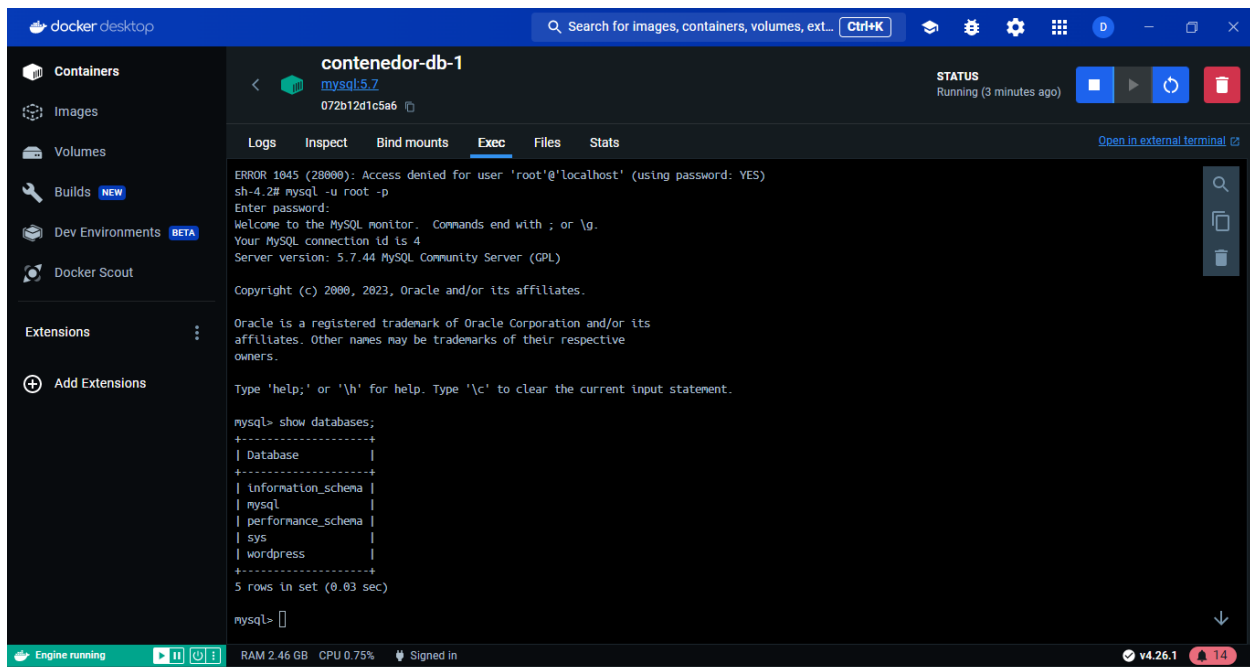 docker desktop
Search for images, containers, volumes, ext... Ctrl+K
D
Containers
Images
Volumes
Builds NEW
Dev Environments BETA
Docker Scout
Extensions
Add Extensions
contenedor-db-1
mysql:5.7
072b12d1c5a6
STATUS
Running (3 minutes ago)
Logs Inspect Bind mounts Exec Files Stats
Open in external terminal
ERROR 1045 (28000): Access denied for user 'root'@'localhost' (using password: YES)
sh-4.2# mysql -u root -p
Enter password:
Welcome to the MySQL monitor.  Commands end with ; or \g.
Your MySQL connection id is 4
Server version: 5.7.44 MySQL Community Server (GPL)
Copyright (c) 2000, 2023, Oracle and/or its affiliates.
Oracle is a registered trademark of Oracle Corporation and/or its
affiliates. Other names may be trademarks of their respective
owners.
Type 'help;' or '\h' for help. Type '\c' to clear the current input statement.
mysql> show databases;
+--------------------+
| Database           |
+--------------------+
| information_schema |
| mysql              |
| performance_schema |
| sys                |
| wordpress          |
+--------------------+
5 rows in set (0.03 sec)
mysql>
Engine running
RAM 2.46 GB CPU 0.75% Signed in
v4.26.1
14